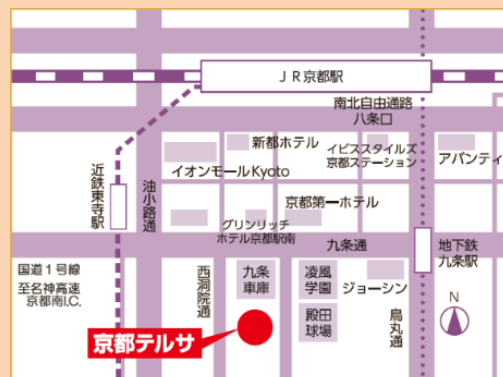 JR京都駅
南北自由通路
八条口
新都ホテル
イビススタイルズ
京都ステーション
アバンティ
イオンモールKyoto
近鉄東寺駅
油小路通
京都第一ホテル
グリンリッチ
ホテル京都駅南
九条通
地下鉄
九条駅
国道1号線
至名神高速
京都南I.C.
西洞院通
九条
車庫
凌風
学園
ジョーシン
烏丸通
N
殿田
球場
京都テルサ